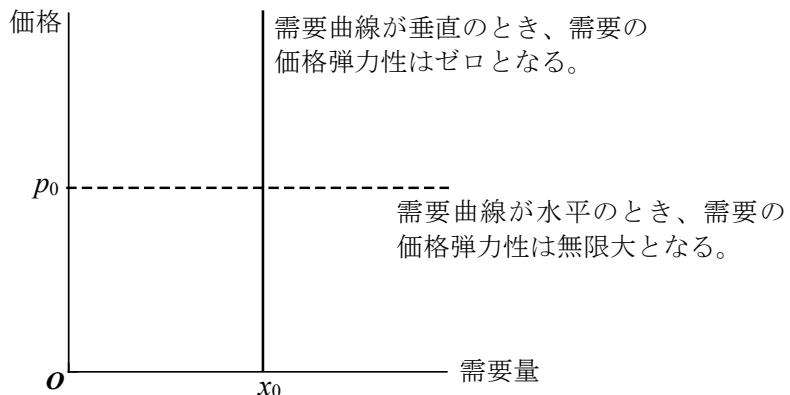 価格
需要曲線が垂直のとき、需要の
価格弾力性はゼロとなる。
p0
需要曲線が水平のとき、需要の
価格弾力性は無限大となる。
O
x0
需要量